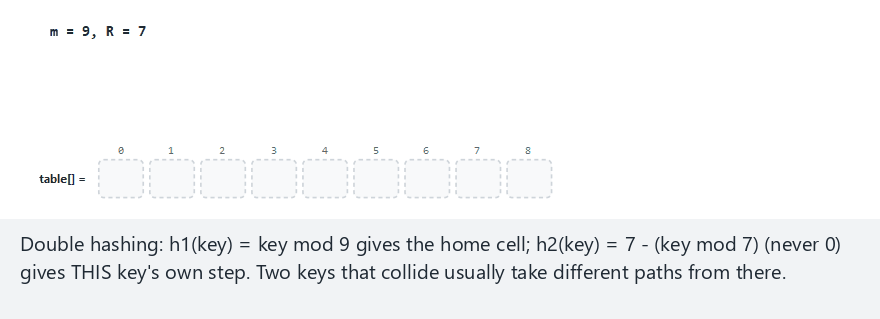 m = 9, R = 7
0 1 2 3 4 5 6 7 8
table[] =
Double hashing: h1(key) = key mod 9 gives the home cell; h2(key) = 7 - (key mod 7) (never 0)
gives THIS key's own step. Two keys that collide usually take different paths from there.